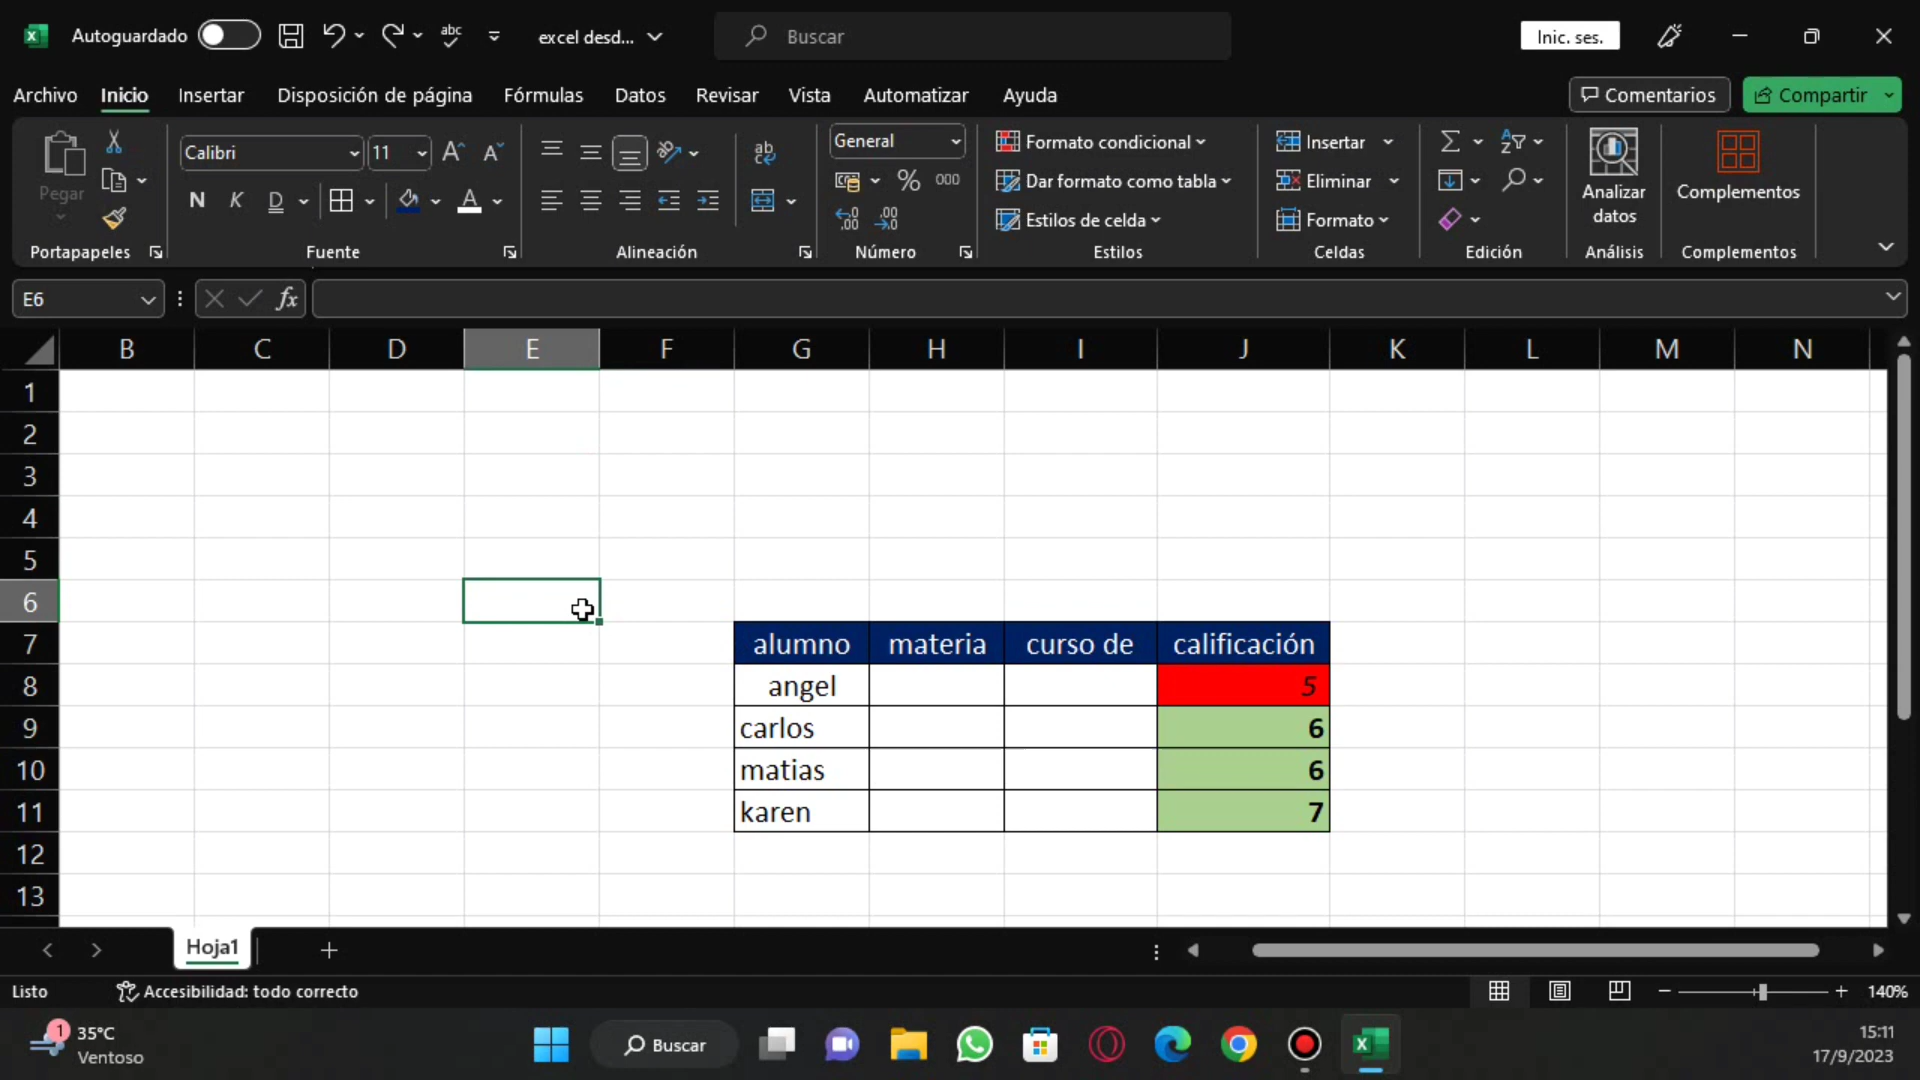 Autoguardado
abc
excel desd...
Buscar
Inic. ses.
Archivo Inicio Insertar Disposición de página Fórmulas Datos Revisar Vista Automatizar Ayuda
Comentarios
Compartir
Pegar
Portapapeles
Calibri 11
N K D
Fuente
ab
Alineación
General
% 000
Número
Formato condicional
Dar formato como tabla
Estilos de celda
Estilos
Insertar
Eliminar
Formato
Celdas
Edición
Analizar
datos
Análisis
Complementos
Complementos
E6
fx
B C D E F G H I J K L M N
1
2
3
4
5
6
7 alumno materia curso de calificación
8 angel 5
9 carlos 6
10 matias 6
11 karen 7
12
13
Hoja1
Listo
Accesibilidad: todo correcto
140%
1
35°C
Ventoso
Buscar
15:11
17/9/2023